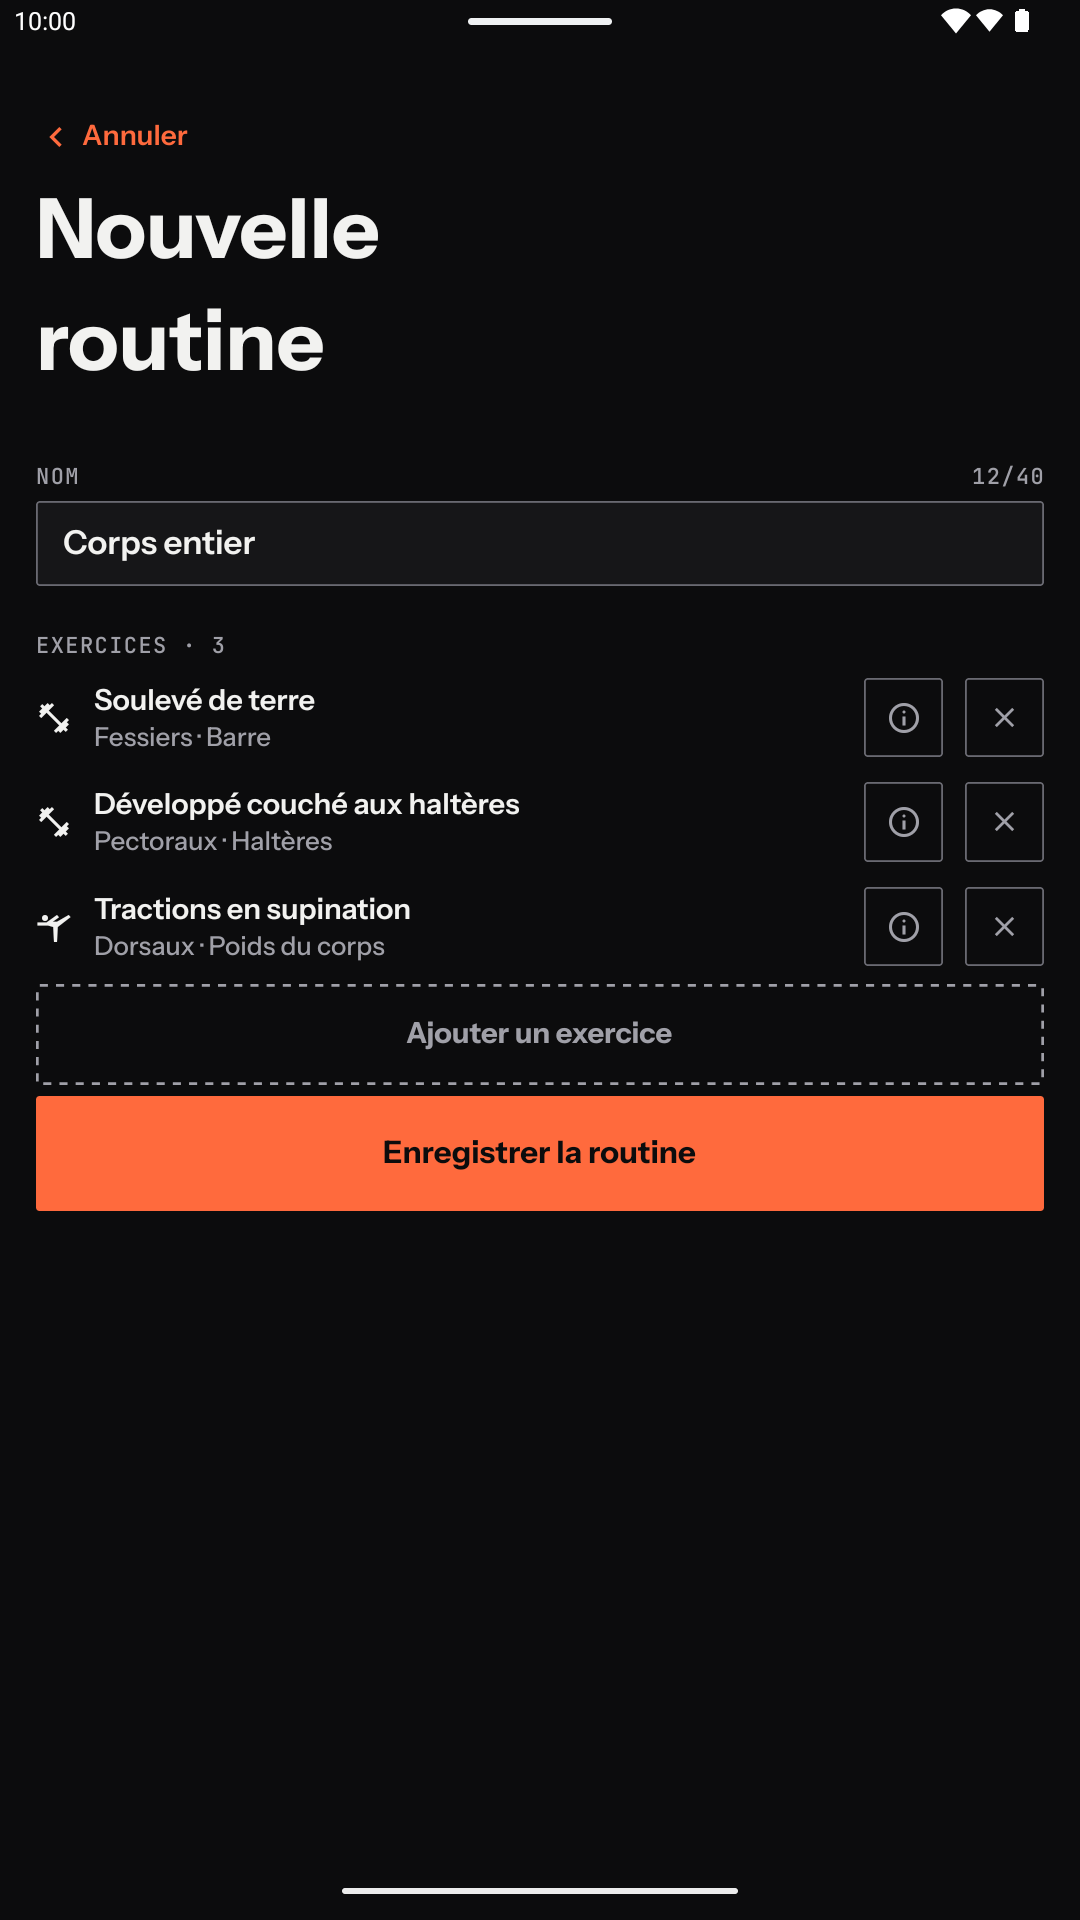 10:00
Annuler
Nouvelle
routine
NOM
12/40
Corps entier
EXERCICES · 3
Soulevé de terre
Fessiers · Barre
Développé couché aux haltères
Pectoraux · Haltères
Tractions en supination
Dorsaux · Poids du corps
Ajouter un exercice
Enregistrer la routine